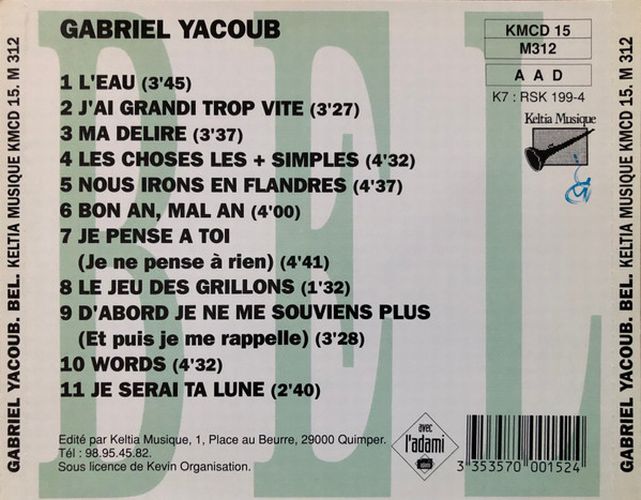 GABRIEL YACOUB
1 L'EAU (3'45)
2 J'AI GRANDI TROP VITE (3'27)
3 MA DELIRE (3'37)
4 LES CHOSES LES + SIMPLES (4'32)
5 NOUS IRONS EN FLANDRES (4'37)
6 BON AN, MAL AN (4'00)
7 JE PENSE A TOI
(Je ne pense à rien) (4'41)
8 LE JEU DES GRILLONS (1'32)
9 D'ABORD JE NE ME SOUVIENS PLUS
(Et puis je me rappelle) (3'28)
10 WORDS (4'32)
11 JE SERAI TA LUNE (2'40)
KMCD 15
M312
A A D
K7 : RSK 199-4
Keltia Musique
BEL
Edité par Keltia Musique, 1, Place au Beurre, 29000 Quimper.
Tél : 98.95.45.82.
Sous licence de Kevin Organisation.
avec
l'adami
3 353570 001524
GABRIEL YACOUB. BEL. KELTIA MUSIQUE KMCD 15. M 312
GABRIEL YACOUB. BEL. KELTIA MUSIQUE KMCD 15. M 312